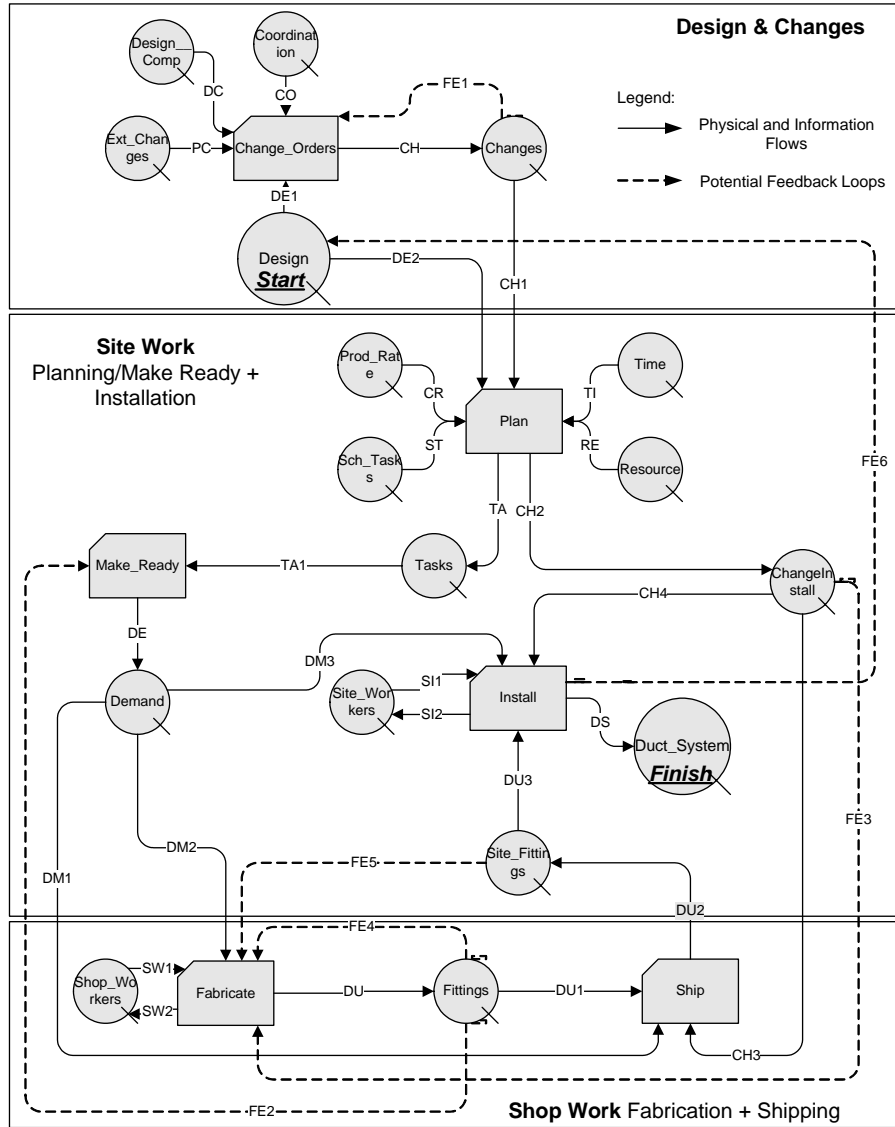 Design & Changes
Design__
Comp
Coordinat
ion
DC
CO
FE1
Legend:
Physical and Information
Flows
Potential Feedback Loops
Ext_Chan
ges
PC
Change_Orders
CH
Changes
DE1
Design
Start
DE2
CH1
Site Work
Planning/Make Ready +
Installation
Prod_Rat
e
Time
CR
TI
Plan
ST
RE
Sch_Task
s
Resource
FE6
TA
CH2
Make_Ready
TA1
Tasks
ChangeIn
stall
CH4
DE
DM3
Demand
Site_Wor
kers
SI1
SI2
Install
DS
Duct_System
Finish
DU3
FE3
DM2
DM1
FE5
Site_Fittin
gs
DU2
FE4
Shop_Wo
rkers
SW1
SW2
Fabricate
DU
Fittings
DU1
Ship
CH3
FE2
Shop Work Fabrication + Shipping